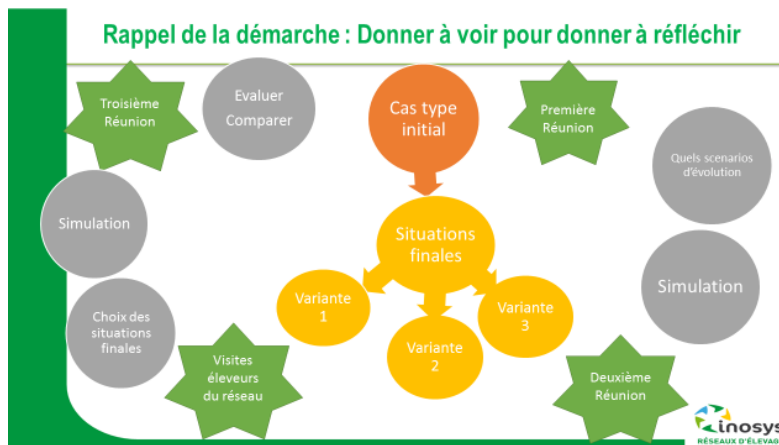 Rappel de la démarche : Donner à voir pour donner à réfléchir
Troisième
Réunion
Evaluer
Comparer
Cas type
initial
Première
Réunion
Quels scenarios
d'évolution
Simulation
Situations
finales
Simulation
Variante
1
Variante
2
Variante
3
Choix des
situations
finales
Visites
éleveurs
du réseau
Deuxième
Réunion
inosys
RÉSEAUX D'ÉLEVAGE